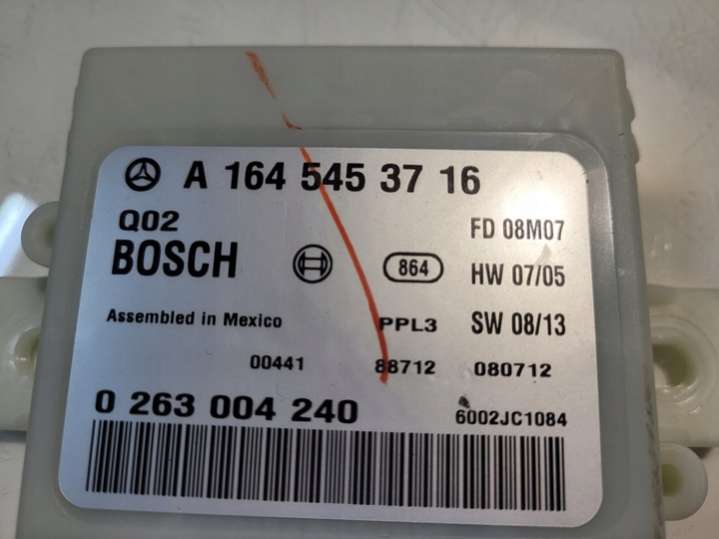 A 164 545 37 16
Q02
FD 08M07
BOSCH
864
HW 07/05
Assembled in Mexico
PPL3
SW 08/13
00441
88712
080712
0 263 004 240
6002JC1084